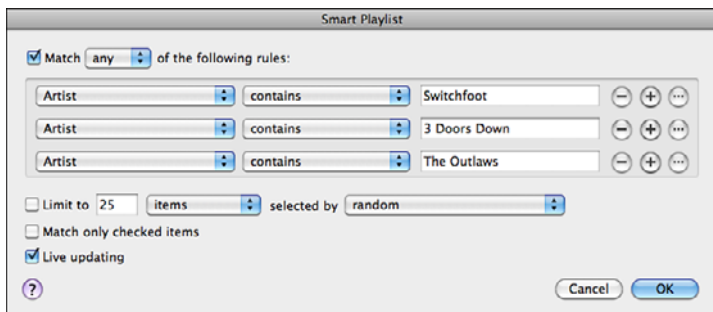 Smart Playlist
Match any of the following rules:
Artist contains Switchfoot
Artist contains 3 Doors Down
Artist contains The Outlaws
Limit to 25 items selected by random
Match only checked items
Live updating
? Cancel OK